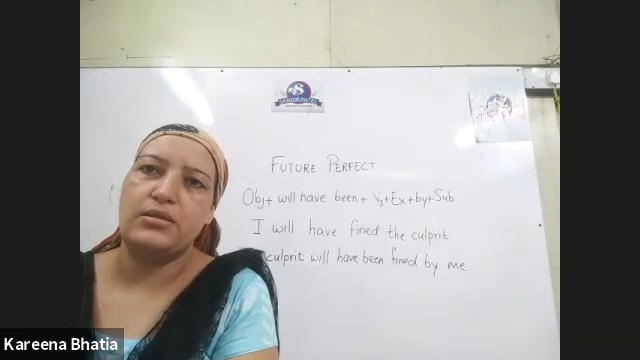 FUTURE PERFECT
Obj+ will have been + V3+Ex+by+Sub
I will have fined the culprit
culprit will have been fined by me
Kareena Bhatia